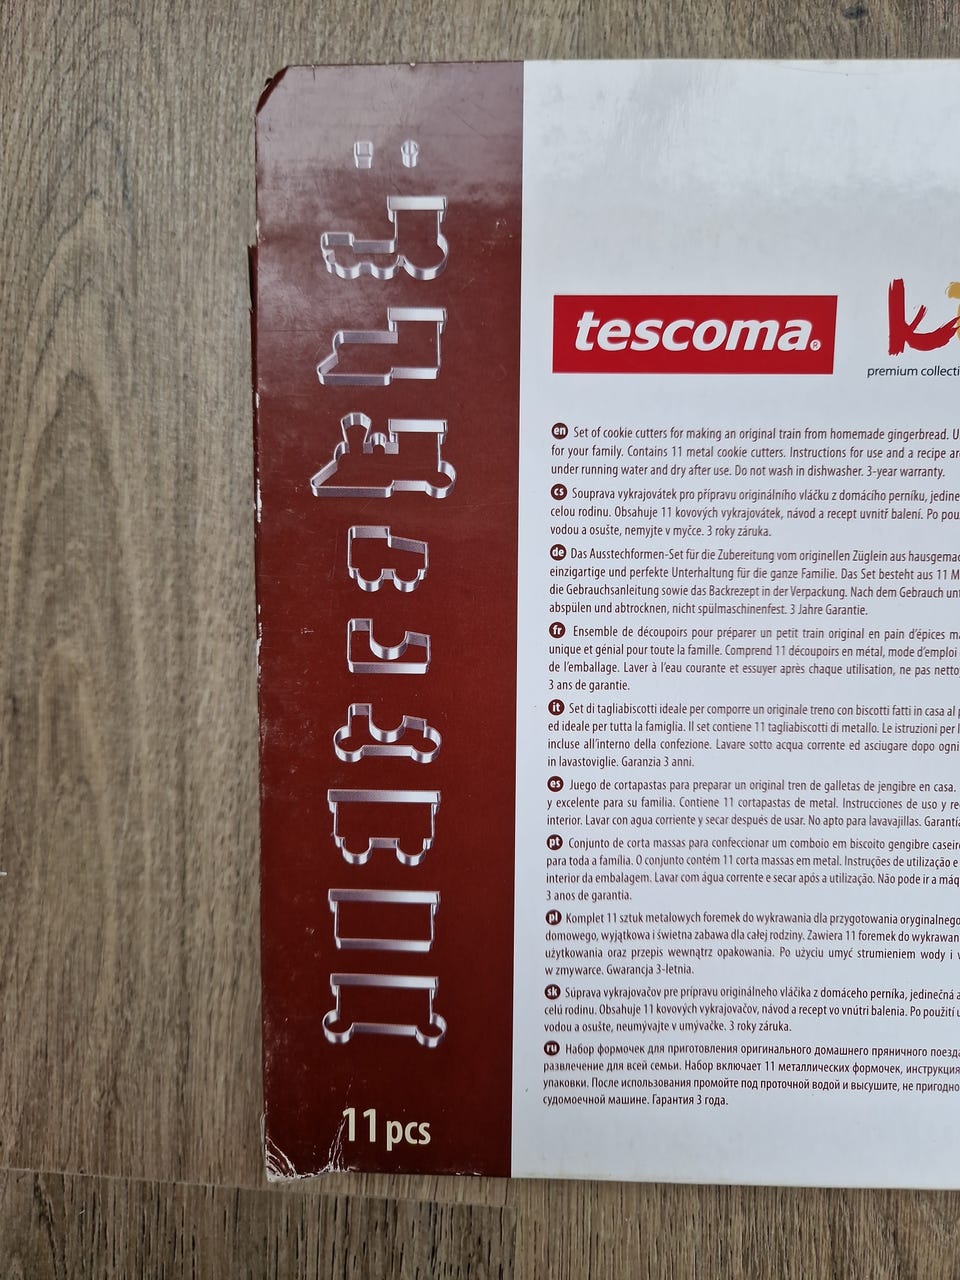 tescoma®
premium collecti
en Set of cookie cutters for making an original train from homemade gingerbread. U
for your family. Contains 11 metal cookie cutters. Instructions for use and a recipe ar
under running water and dry after use. Do not wash in dishwasher. 3-year warranty.
cs Souprava vykrajovátek pro přípravu originálního vláčku z domácího perníku, jedine
celou rodinu. Obsahuje 11 kovových vykrajovátek, návod a recept uvnitř balení. Po pou
vodou a osušte, nemyjte v myčce. 3 roky záruka.
de Das Ausstechformen-Set für die Zubereitung vom originellen Züglein aus hausgemac
einzigartige und perfekte Unterhaltung für die ganze Familie. Das Set besteht aus 11 M
die Gebrauchsanleitung sowie das Backrezept in der Verpackung. Nach dem Gebrauch unt
abspülen und abtrocknen, nicht spülmaschinenfest. 3 Jahre Garantie.
fr Ensemble de découpoirs pour préparer un petit train original en pain d'épices ma
unique et génial pour toute la famille. Comprend 11 découpoirs en métal, mode d'emploi
de l'emballage. Laver à l'eau courante et essuyer après chaque utilisation, ne pas netto
3 ans de garantie.
it Set di tagliabiscotti ideale per comporre un originale treno con biscotti fatti in casa al p
ed ideale per tutta la famiglia. Il set contiene 11 tagliabiscotti di metallo. Le istruzioni per l
incluse all'interno della confezione. Lavare sotto acqua corrente ed asciugare dopo ogni
in lavastoviglie. Garanzia 3 anni.
es Juego de cortapastas para preparar un original tren de galletas de jengibre en casa.
y excelente para su familia. Contiene 11 cortapastas de metal. Instrucciones de uso y re
interior. Lavar con agua corriente y secar después de usar. No apto para lavavajillas. Garantía
pt Conjunto de corta massas para confeccionar um comboio em biscoito gengibre caseiro
para toda a família. O conjunto contém 11 corta massas em metal. Instruções de utilização e
interior da embalagem. Lavar com água corrente e secar após a utilização. Não pode ir a máq
3 anos de garantia.
pl Komplet 11 sztuk metalowych foremek do wykrawania dla przygotowania oryginalnego
domowego, wyjątkowa i świetna zabawa dla całej rodziny. Zawiera 11 foremek do wykrawan
użytkowania oraz przepis wewnątrz opakowania. Po użyciu umyć strumieniem wody i w
w zmywarce. Gwarancja 3-letnia.
sk Súprava vykrajovačov pre prípravu originálneho vláčika z domáceho perníka, jedinečná a
celú rodinu. Obsahuje 11 kovových vykrajovačov, návod a recept vo vnútri balenia. Po použití u
vodou a osušte, neumývajte v umývačke. 3 roky záruka.
ru Набор формочек для приготовления оригинального домашнего пряничного поезда
развлечение для всей семьи. Набор включает 11 металлических формочек, инструкция
упаковки. После использования промойте под проточной водой и высушите, не пригодно
судомоечной машине. Гарантия 3 года.
11 pcs